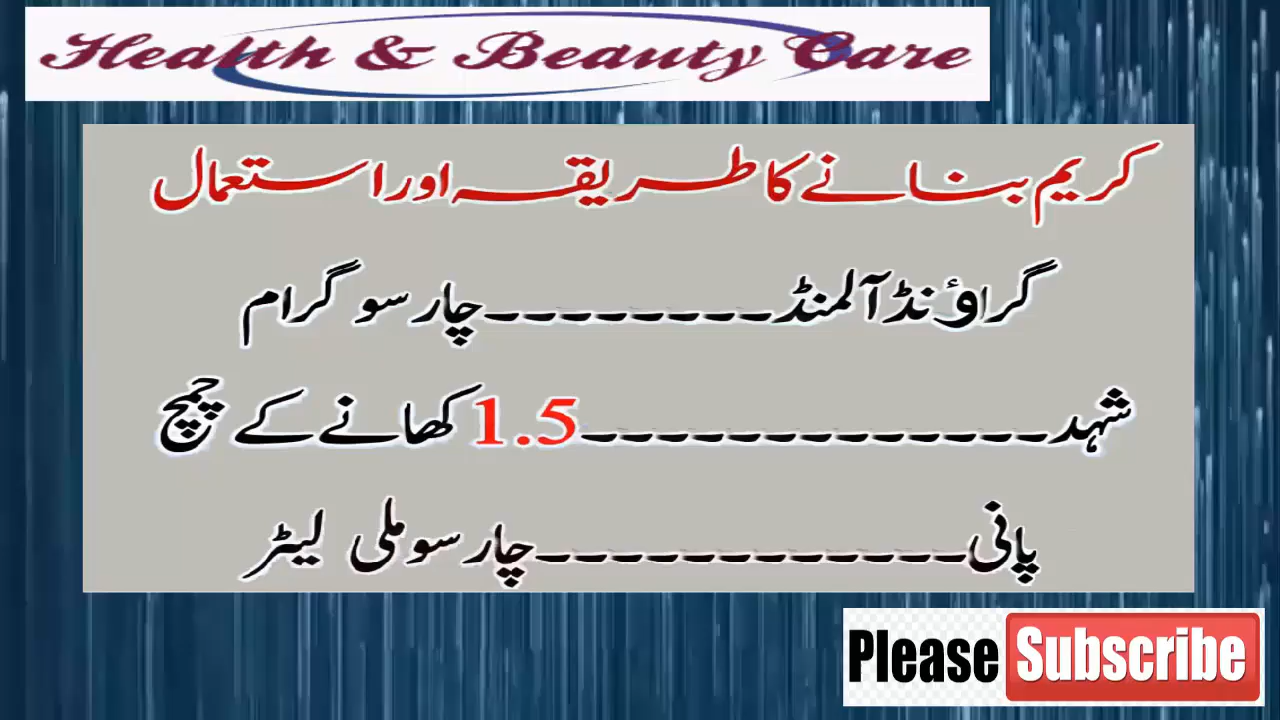 Health & Beauty Care
کریم بنانے کا طریقہ اور استعمال
گراؤنڈ آلمنڈ---------چار سو گرام
شہد--------------1.5 کھانے کے چمچ
پانی------------چار سو ملی لیٹر
Please Subscribe